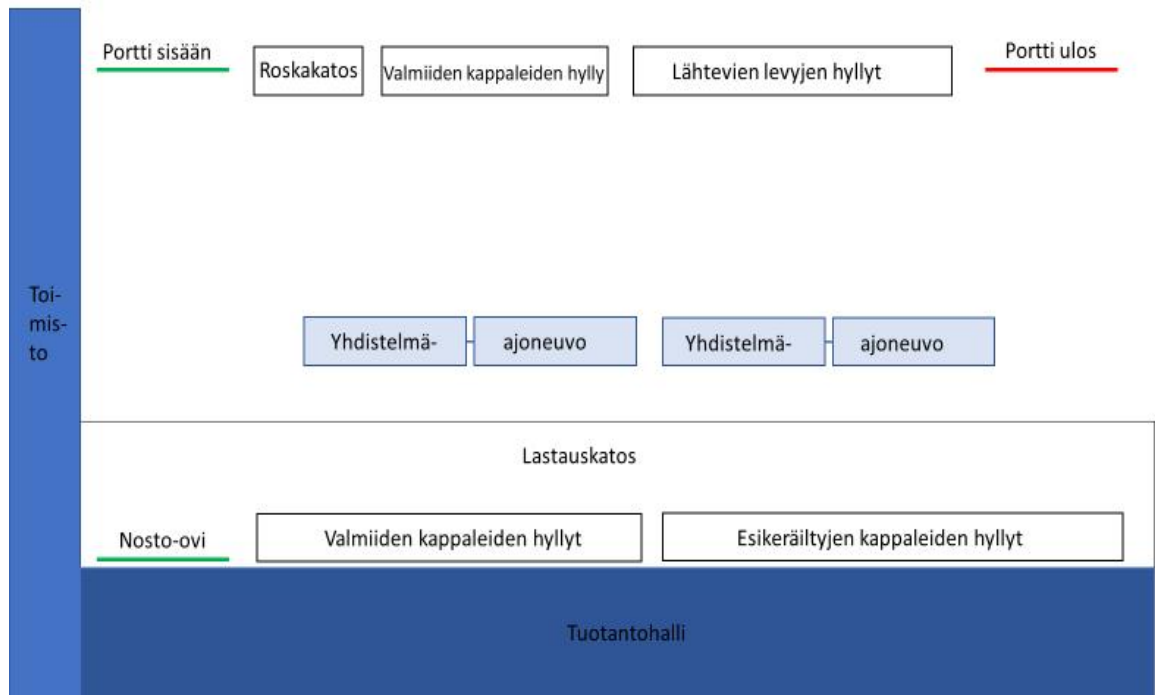 Portti sisään
Roskakatos
Valmiiden kappaleiden hylly
Lähtevien levyjen hyllyt
Portti ulos
Toi-
mis-
to
Yhdistelmä-
ajoneuvo
Yhdistelmä-
ajoneuvo
Lastauskatos
Nosto-ovi
Valmiiden kappaleiden hyllyt
Esikeräiltyjen kappaleiden hyllyt
Tuotantohalli